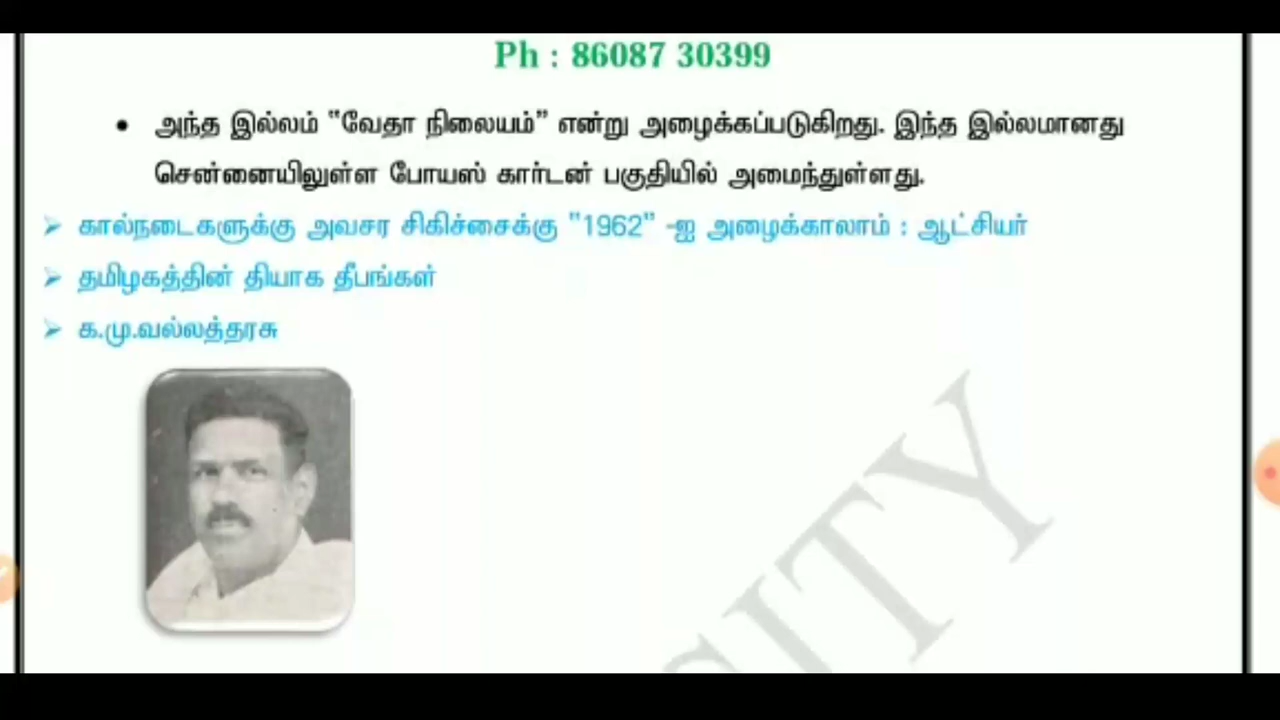 Ph : 86087 30399
• அந்த இல்லம் "வேதா நிலையம்" என்று அழைக்கப்படுகிறது. இந்த இல்லமானது
சென்னையிலுள்ள போயஸ் கார்டன் பகுதியில் அமைந்துள்ளது.
➢ கால்நடைகளுக்கு அவசர சிகிச்சைக்கு "1962" -ஐ அழைக்காலாம் : ஆட்சியர்
➢ தமிழகத்தின் தியாக தீபங்கள்
➢ க.மு.வல்லத்தரசு
SITY